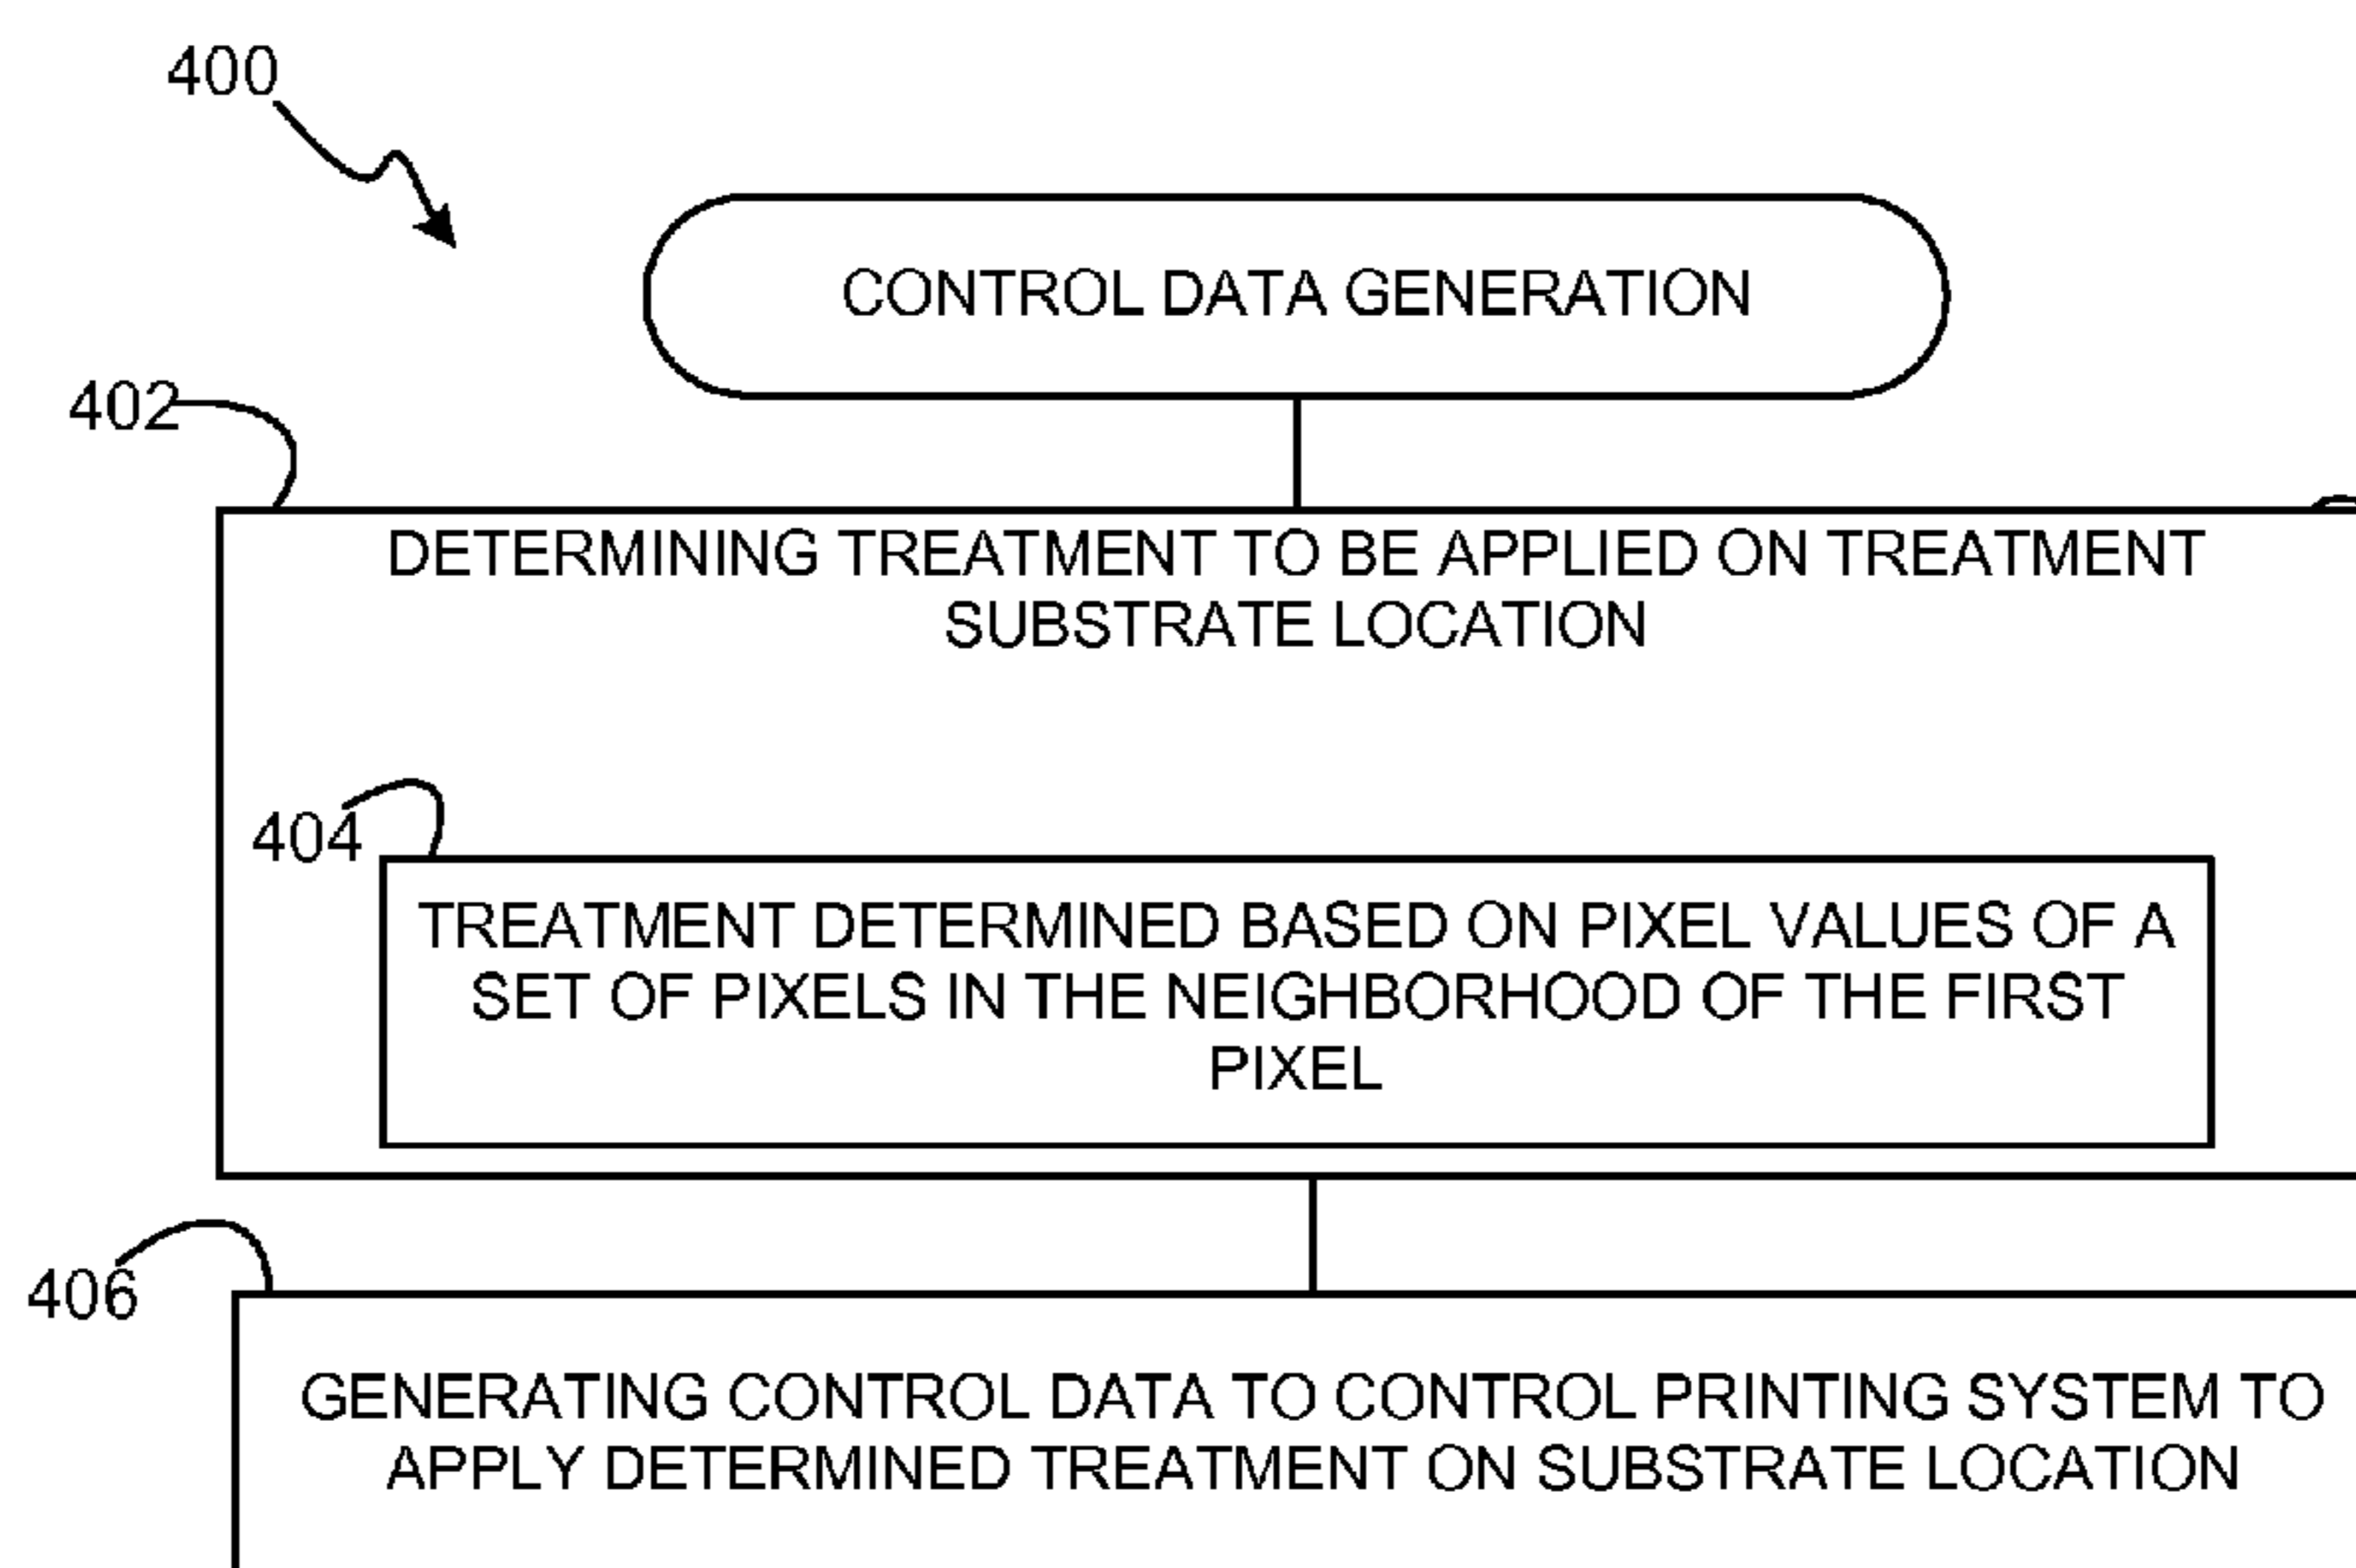 400
CONTROL DATA GENERATION
402
DETERMINING TREATMENT TO BE APPLIED ON TREATMENT
SUBSTRATE LOCATION
404
TREATMENT DETERMINED BASED ON PIXEL VALUES OF A
SET OF PIXELS IN THE NEIGHBORHOOD OF THE FIRST
PIXEL
406
GENERATING CONTROL DATA TO CONTROL PRINTING SYSTEM TO
APPLY DETERMINED TREATMENT ON SUBSTRATE LOCATION